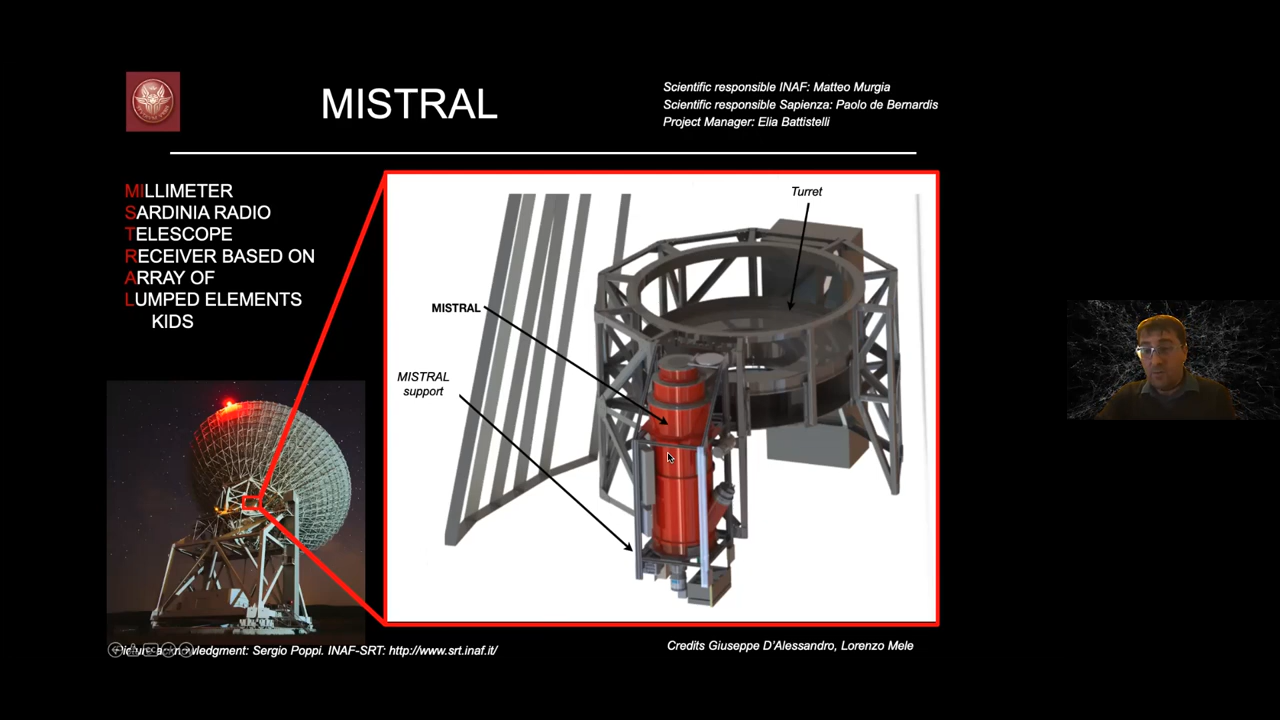 MISTRAL
Scientific responsible INAF: Matteo Murgia
Scientific responsible Sapienza: Paolo de Bernardis
Project Manager: Elia Battistelli
MILLIMETER
SARDINIA RADIO
TELESCOPE
RECEIVER BASED ON
ARRAY OF
LUMPED ELEMENTS
KIDS
Turret
MISTRAL
MISTRAL
support
Sergio Poppi. INAF-SRT: http://www.srt.inaf.it/
Credits Giuseppe D'Alessandro, Lorenzo Mele